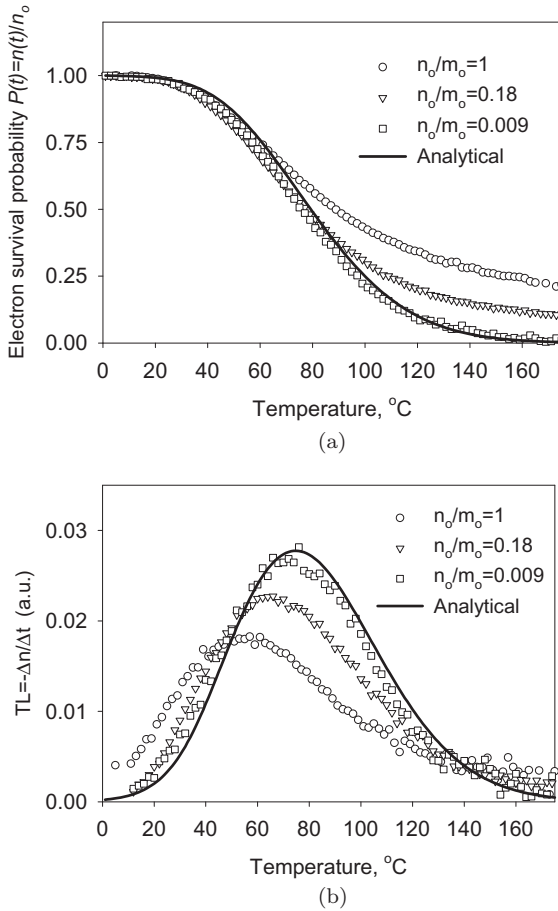 Electron survival probability P(t)=n(t)/nₒ
1.00
0.75
0.50
0.25
0.00
nₒ/mₒ=1
nₒ/mₒ=0.18
nₒ/mₒ=0.009
Analytical
0 20 40 60 80 100 120 140 160
Temperature, °C
(a)
TL=-Δn/Δt (a.u.)
0.03
0.02
0.01
0.00
nₒ/mₒ=1
nₒ/mₒ=0.18
nₒ/mₒ=0.009
Analytical
0 20 40 60 80 100 120 140 160
Temperature, °C
(b)